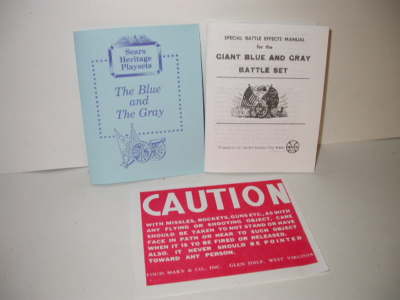 Sears
Heritage
Playsets
The Blue
and
The Gray
SPECIAL BATTLE EFFECTS MANUAL
for the
GIANT BLUE AND GRAY
BATTLE SET
CAUTION
WITH MISSLES, ROCKETS, GUNS ETC., AS WITH
ANY FLYING OR SHOOTING OBJECT, CARE
SHOULD BE TAKEN TO NOT STAND OR HAVE
FACE IN PATH OR NEAR TO SUCH OBJECT
WHEN IT IS TO BE FIRED OR RELEASED.
ALSO, IT NEVER SHOULD BE POINTED
TOWARD ANY PERSON.
LOUIS MARX & CO., INC. GLEN DALE, WEST VIRGINIA